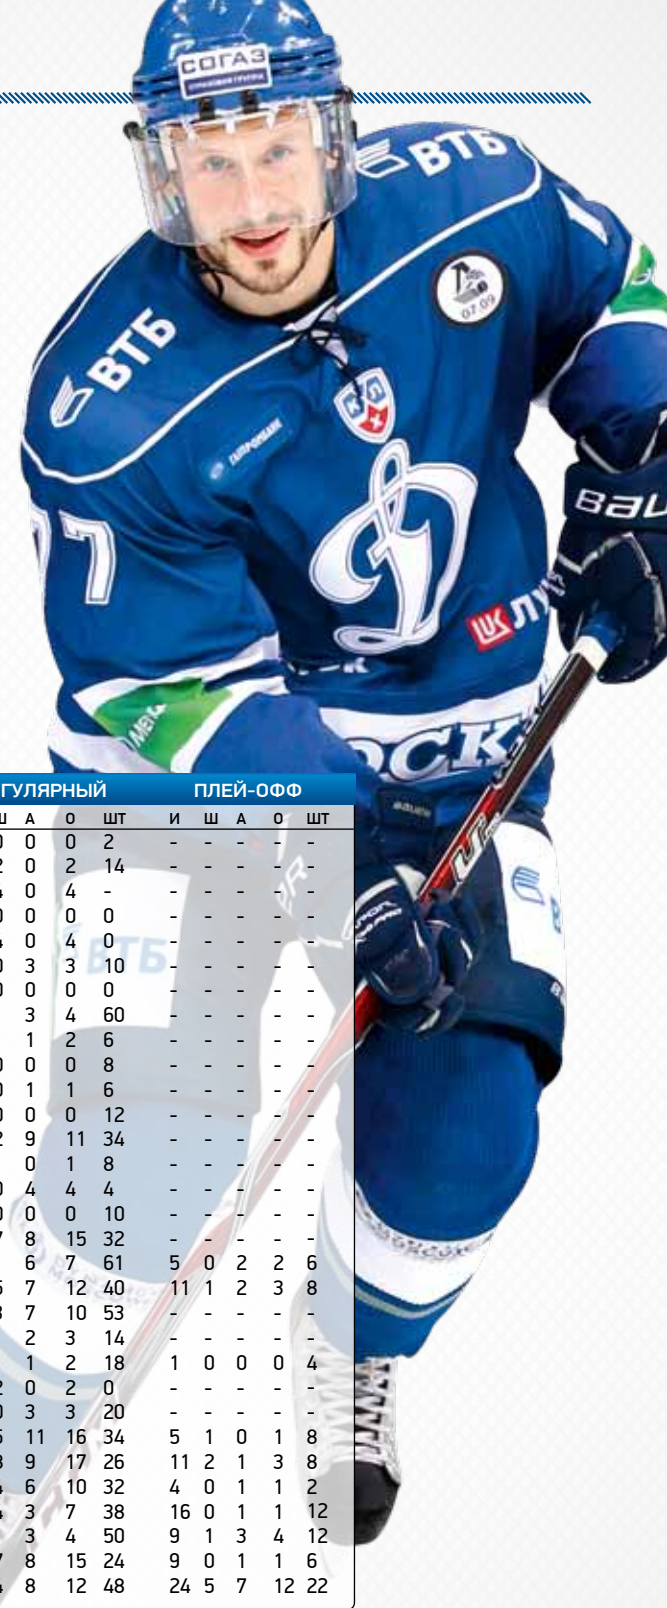 СОГАЗ
СТРАХОВАЯ ГРУППА
ВТБ
ВТБ
07.09
КХЛ
ГАЗПРОМБАНК
Д
77
LUK ЛУ
BAU
МЕГ
ОСК
BAUER
ВТБ
ГУЛЯРНЫЙ ПЛЕЙ-ОФФ
Ш А О ШТ И Ш А О ШТ
0 0 0 2 - - - - -
2 0 2 14 - - - - -
4 0 4 - - - - - -
0 0 0 0 - - - - -
4 0 4 0 - - - - -
0 3 3 10 - - - - -
0 0 0 0 - - - - -
3 4 60 - - - - -
1 2 6 - - - - -
0 0 0 8 - - - - -
0 1 1 6 - - - - -
0 0 0 12 - - - - -
2 9 11 34 - - - - -
0 1 8 - - - - -
0 4 4 4 - - - - -
0 0 0 10 - - - - -
7 8 15 32 - - - - -
6 7 61 5 0 2 2 6
5 7 12 40 11 1 2 3 8
3 7 10 53 - - - - -
2 3 14 - - - - -
1 2 18 1 0 0 0 4
2 0 2 0 - - - - -
0 3 3 20 - - - - -
5 11 16 34 5 1 0 1 8
8 9 17 26 11 2 1 3 8
4 6 10 32 4 0 1 1 2
4 3 7 38 16 0 1 1 12
3 4 50 9 1 3 4 12
7 8 15 24 9 0 1 1 6
4 8 12 48 24 5 7 12 22